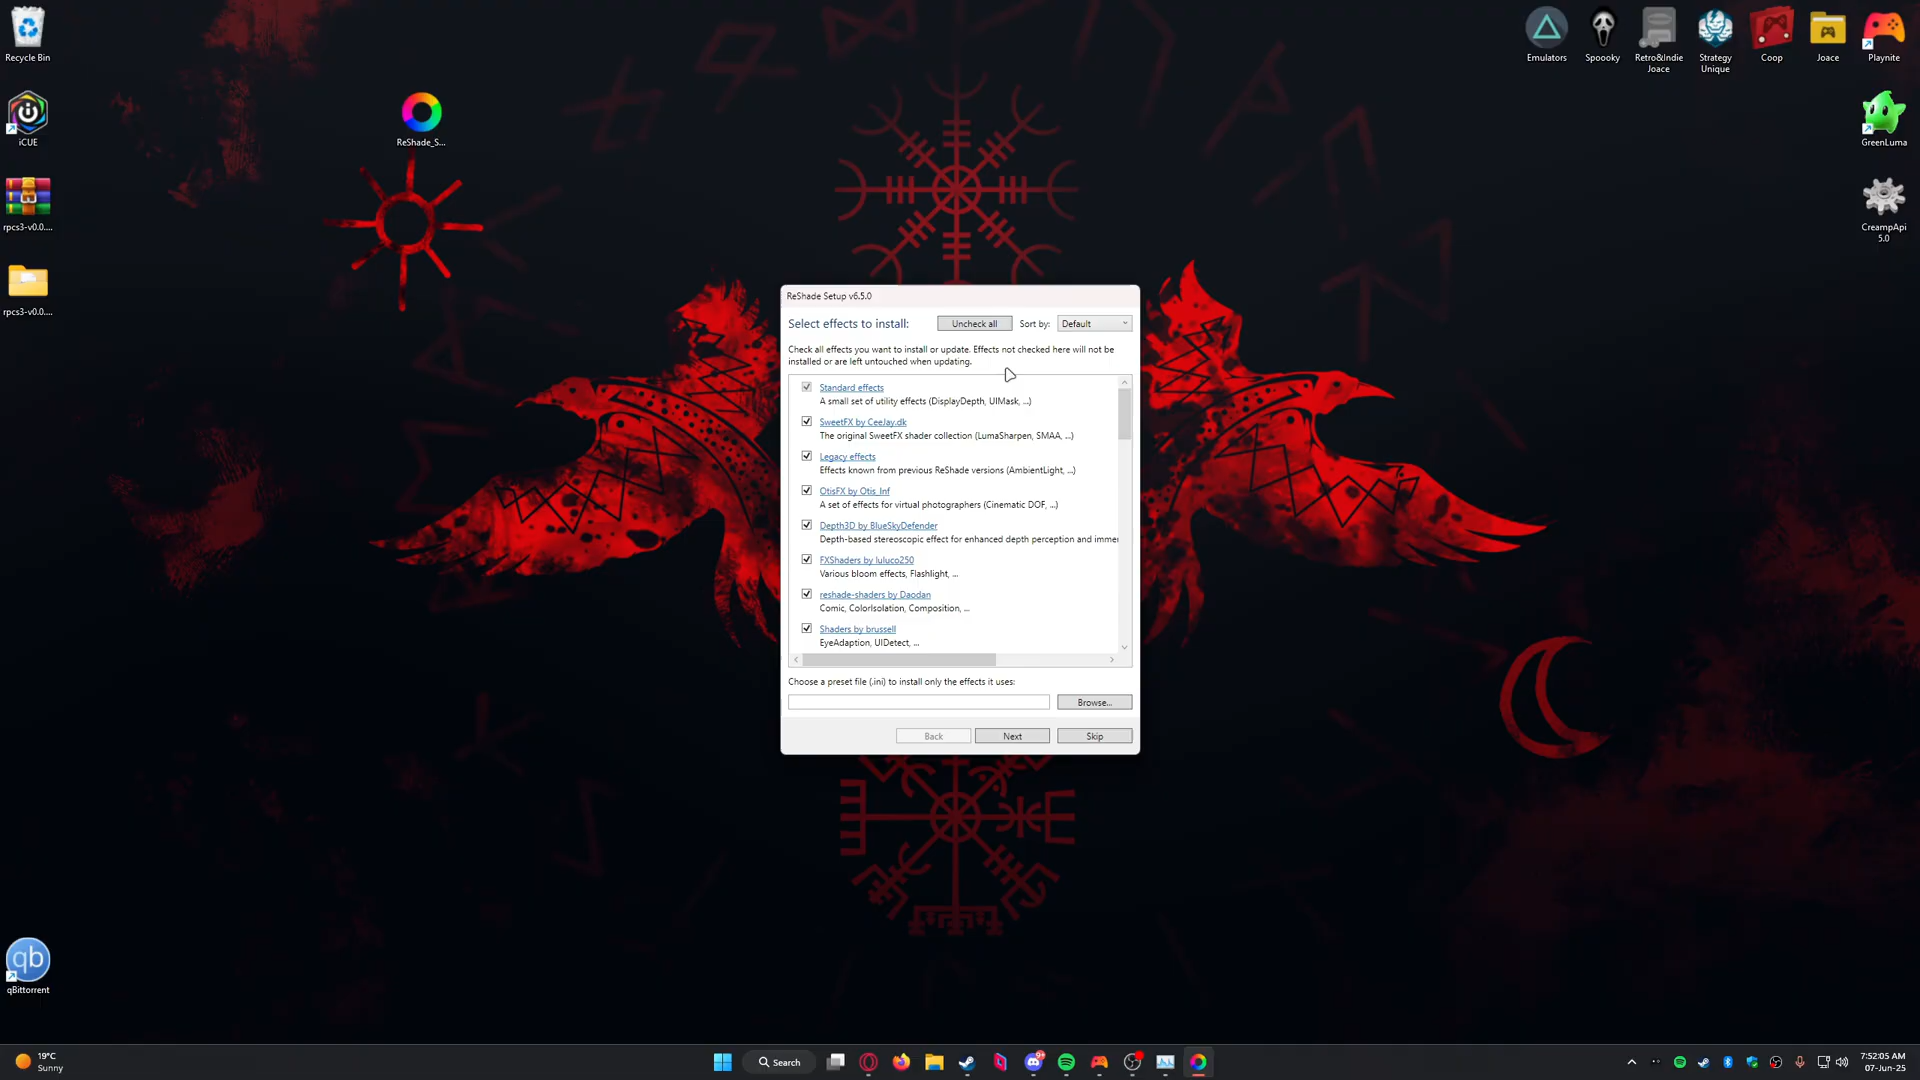 Recycle Bin
iCUE
rpcs3-v0.0....
rpcs3-v0.0....
qb
qBittorrent
ReShade_S...
Emulators
Spoooky
Retro&Indie
Joace
Strategy
Unique
Coop
Joace
Playnite
GreenLuma
CreampApi
5.0
ReShade Setup v6.5.0
Select effects to install:
Uncheck all
Sort by:
Default
Check all effects you want to install or update. Effects not checked here will not be
installed or are left untouched when updating.
Standard effects
A small set of utility effects (DisplayDepth, UIMask, ...)
SweetFX by CeeJay.dk
The original SweetFX shader collection (LumaSharpen, SMAA, ...)
Legacy effects
Effects known from previous ReShade versions (AmbientLight, ...)
OtisFX by Otis_Inf
A set of effects for virtual photographers (Cinematic DOF, ...)
Depth3D by BlueSkyDefender
Depth-based stereoscopic effect for enhanced depth perception and immer
FXShaders by luluco250
Various bloom effects, Flashlight, ...
reshade-shaders by Daodan
Comic, ColorIsolation, Composition, ...
Shaders by brussell
EyeAdaption, UIDetect, ...
Choose a preset file (.ini) to install only the effects it uses:
Browse...
Back
Next
Skip
19°C
Sunny
Search
9+
7:52:05 AM
07-Jun-25